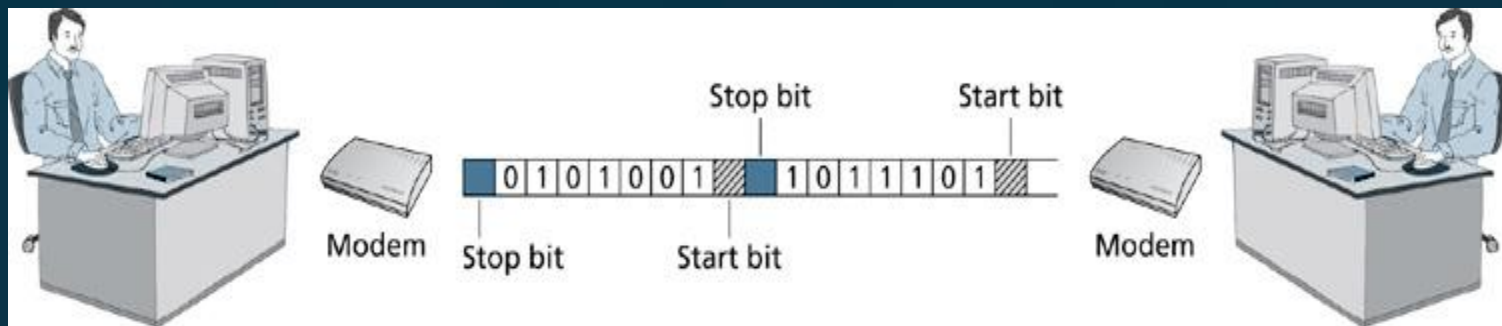 Stop bit Start bit
0 1 0 1 0 0 1 1 0 1 1 1 0 1
Modem Stop bit Start bit Modem